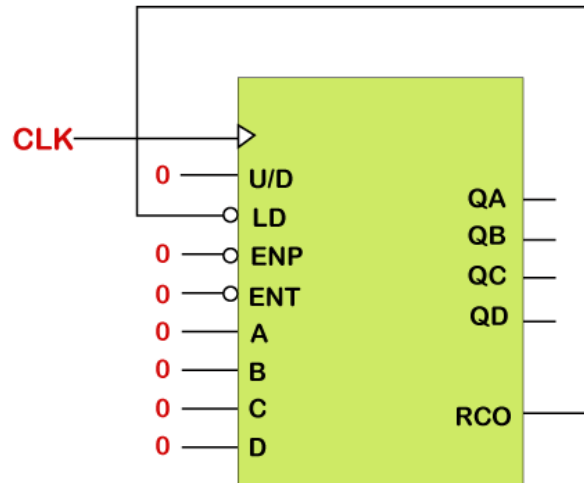 CLK
0 U/D
LD
0 ENP
0 ENT
0 A
0 B
0 C
0 D
QA
QB
QC
QD
RCO